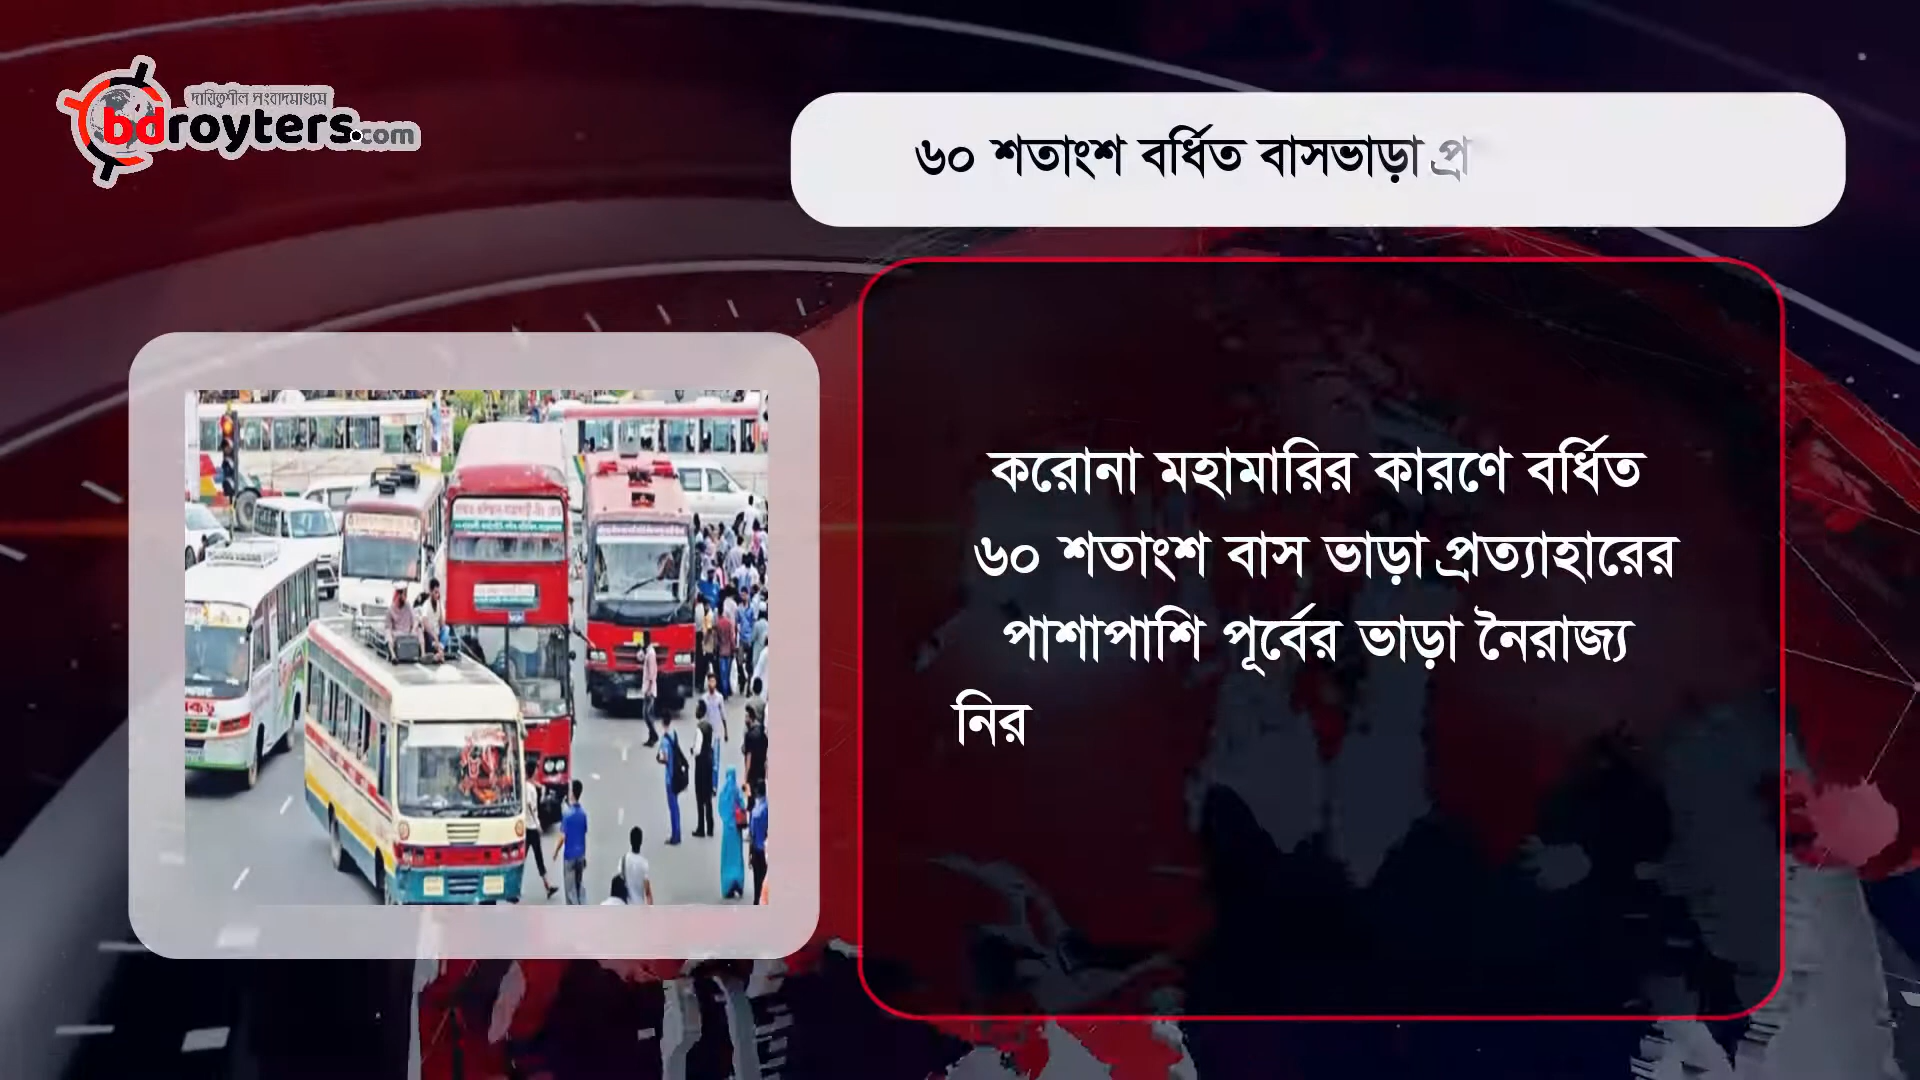 দায়িত্বশীল সংবাদমাধ্যম
bdroyters.com
৬০ শতাংশ বর্ধিত বাসভাড়া প্র
করোনা মহামারির কারণে বর্ধিত
৬০ শতাংশ বাস ভাড়া প্রত্যাহারের
পাশাপাশি পূর্বের ভাড়া নৈরাজ্য
নির